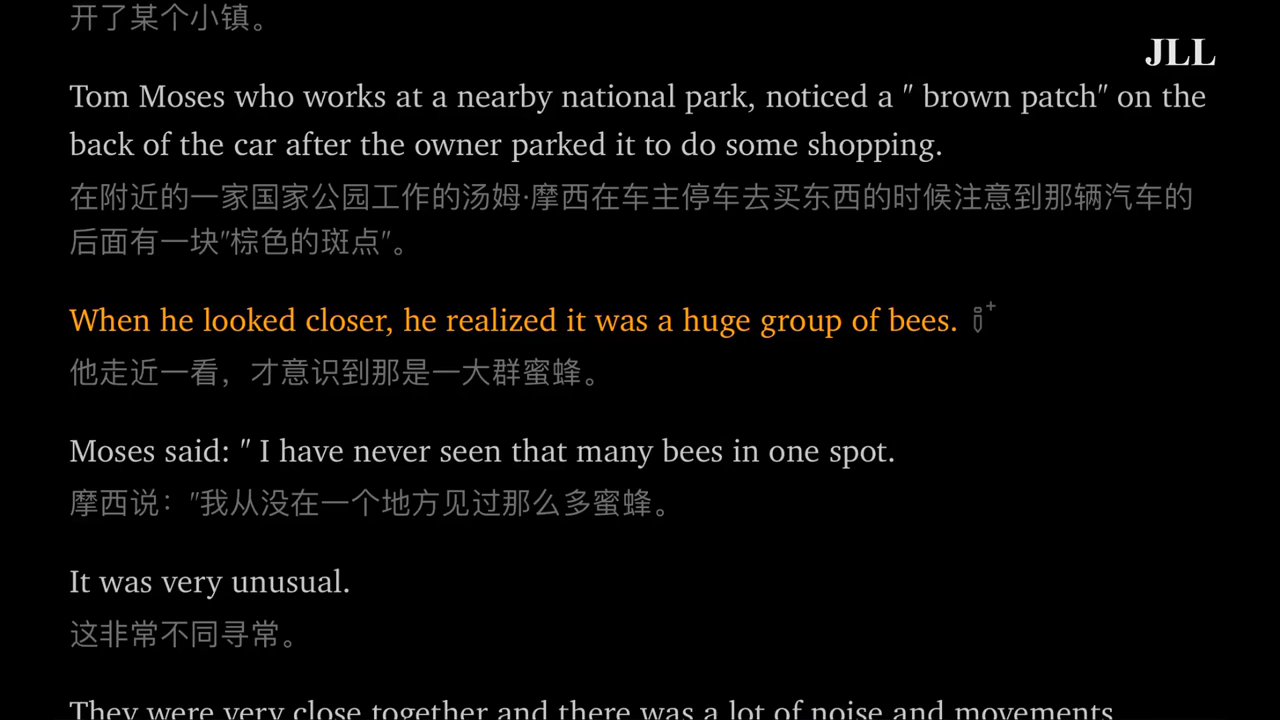 开了某个小镇。
JLL
Tom Moses who works at a nearby national park, noticed a " brown patch" on the
back of the car after the owner parked it to do some shopping.
在附近的一家国家公园工作的汤姆·摩西在车主停车去买东西的时候注意到那辆汽车的
后面有一块"棕色的斑点"。
When he looked closer, he realized it was a huge group of bees.
他走近一看，才意识到那是一大群蜜蜂。
Moses said: " I have never seen that many bees in one spot.
摩西说："我从没在一个地方见过那么多蜜蜂。
It was very unusual.
这非常不同寻常。
They were very close together and there was a lot of noise and movements